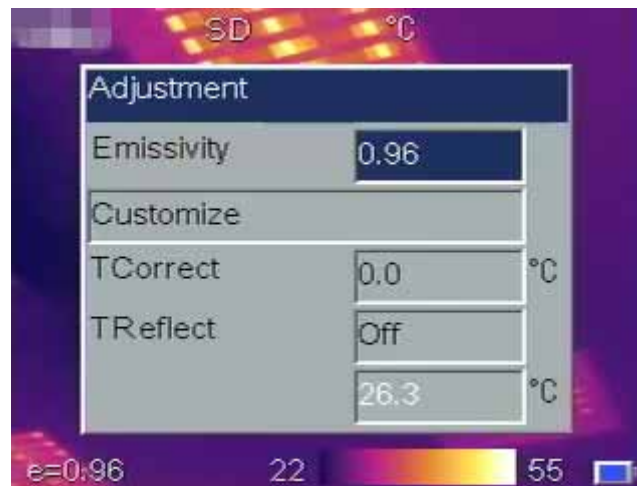 SD °C
Adjustment
Emissivity 0.96
Customize
TCorrect 0.0 °C
TReflect Off
26.3 °C
e=0.96 22 55